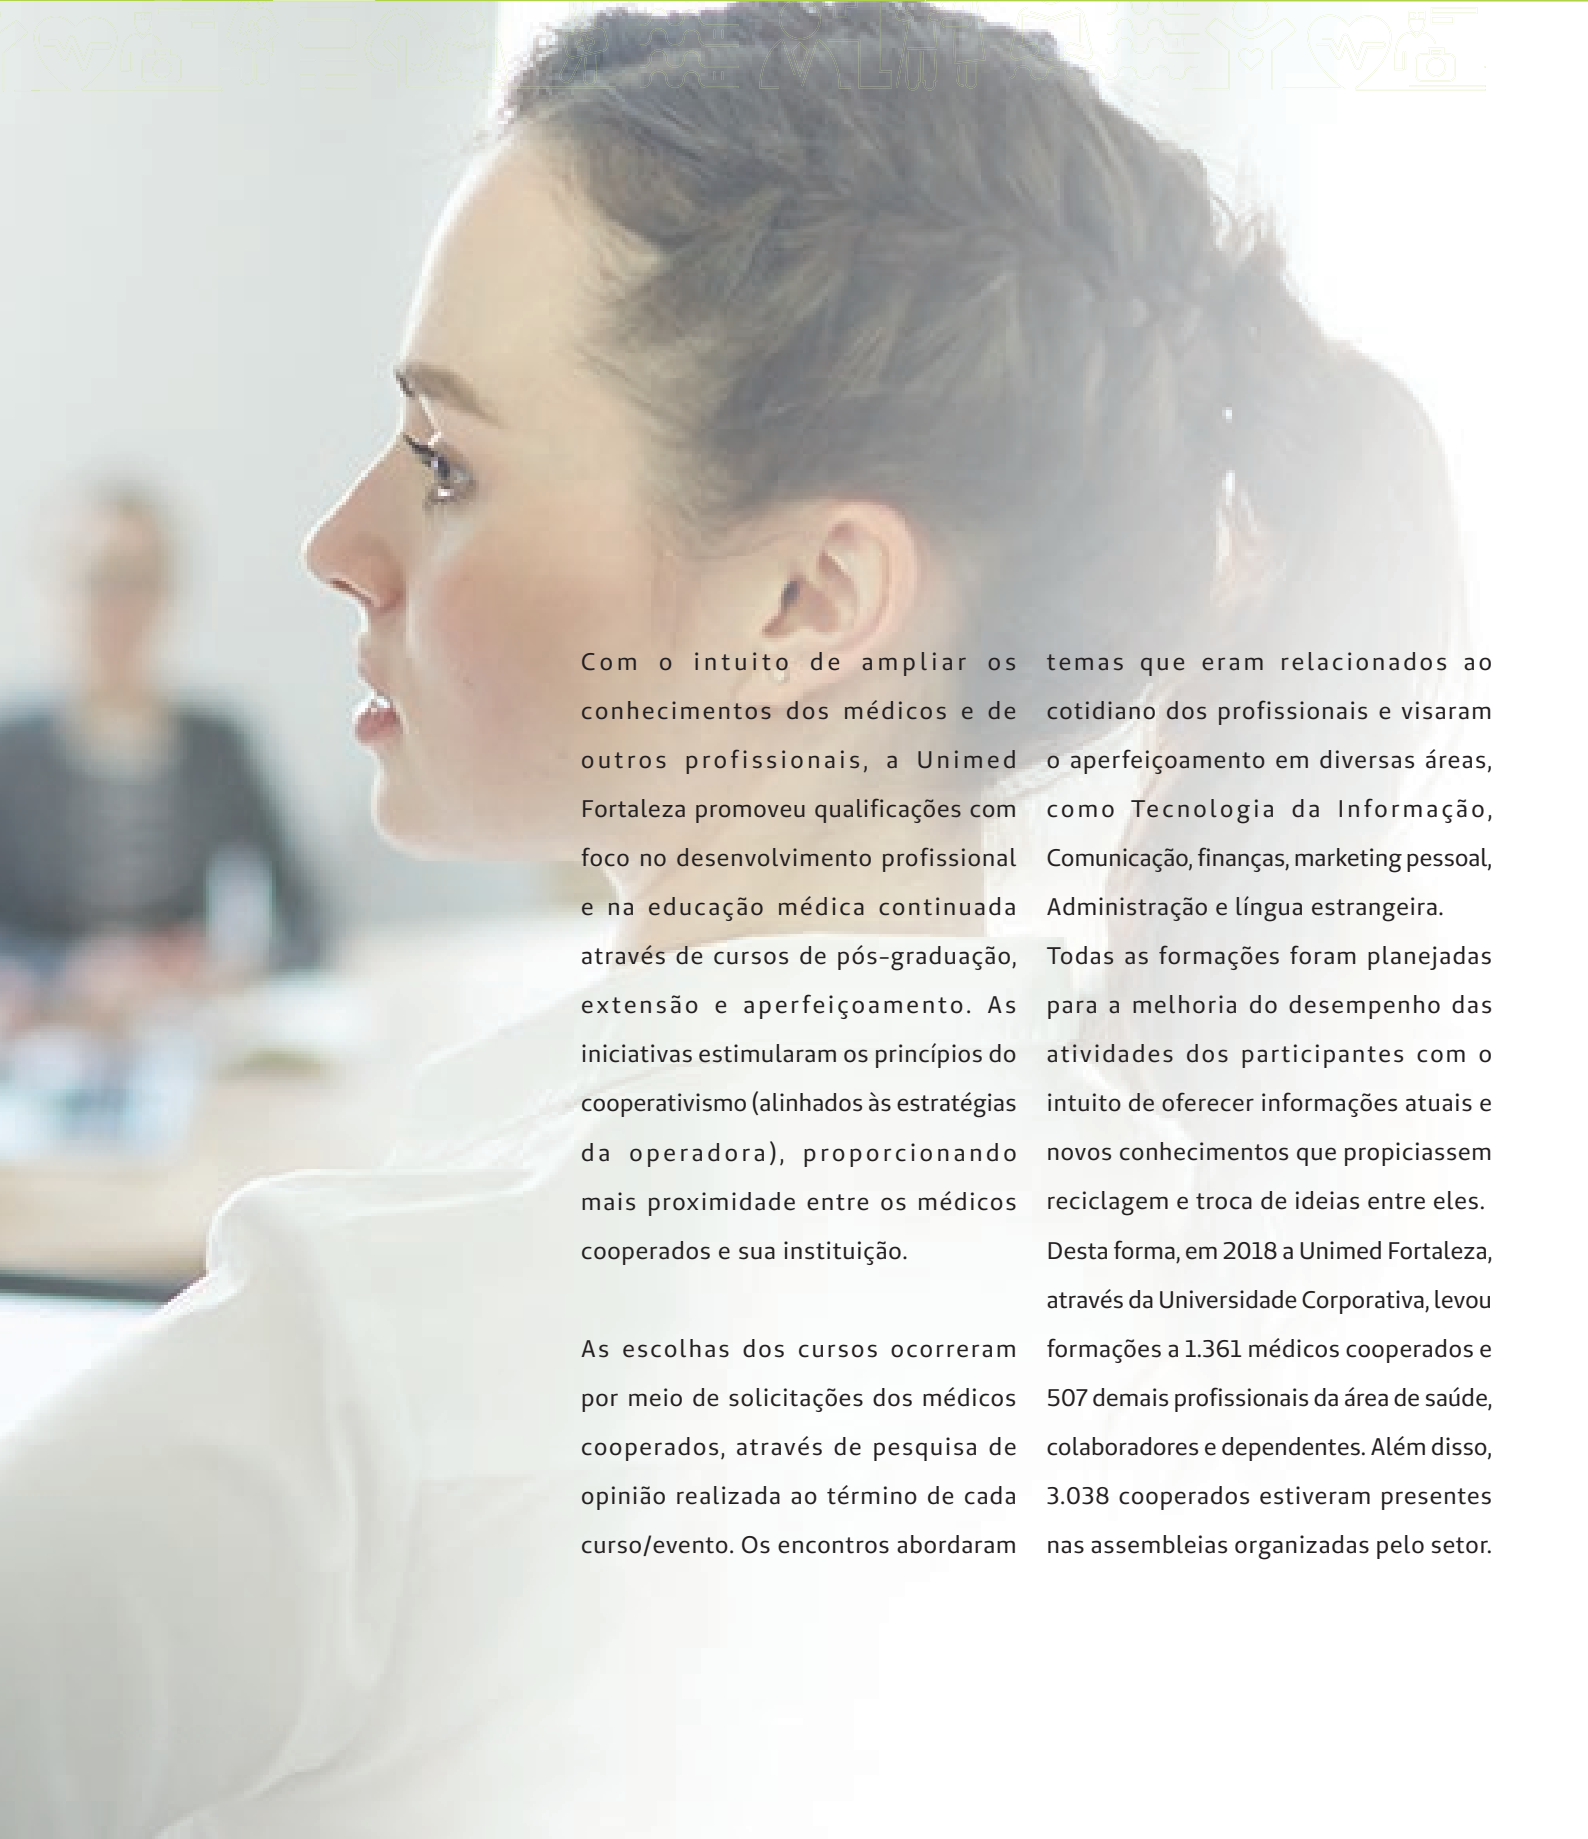 Com o intuito de ampliar os
conhecimentos dos médicos e de
outros profissionais, a Unimed
Fortaleza promoveu qualificações com
foco no desenvolvimento profissional
e na educação médica continuada
através de cursos de pós-graduação,
extensão e aperfeiçoamento. As
iniciativas estimularam os princípios do
cooperativismo (alinhados às estratégias
da operadora), proporcionando
mais proximidade entre os médicos
cooperados e sua instituição.
As escolhas dos cursos ocorreram
por meio de solicitações dos médicos
cooperados, através de pesquisa de
opinião realizada ao término de cada
curso/evento. Os encontros abordaram
temas que eram relacionados ao
cotidiano dos profissionais e visaram
o aperfeiçoamento em diversas áreas,
como Tecnologia da Informação,
Comunicação, finanças, marketing pessoal,
Administração e língua estrangeira.
Todas as formações foram planejadas
para a melhoria do desempenho das
atividades dos participantes com o
intuito de oferecer informações atuais e
novos conhecimentos que propiciassem
reciclagem e troca de ideias entre eles.
Desta forma, em 2018 a Unimed Fortaleza,
através da Universidade Corporativa, levou
formações a 1.361 médicos cooperados e
507 demais profissionais da área de saúde,
colaboradores e dependentes. Além disso,
3.038 cooperados estiveram presentes
nas assembleias organizadas pelo setor.